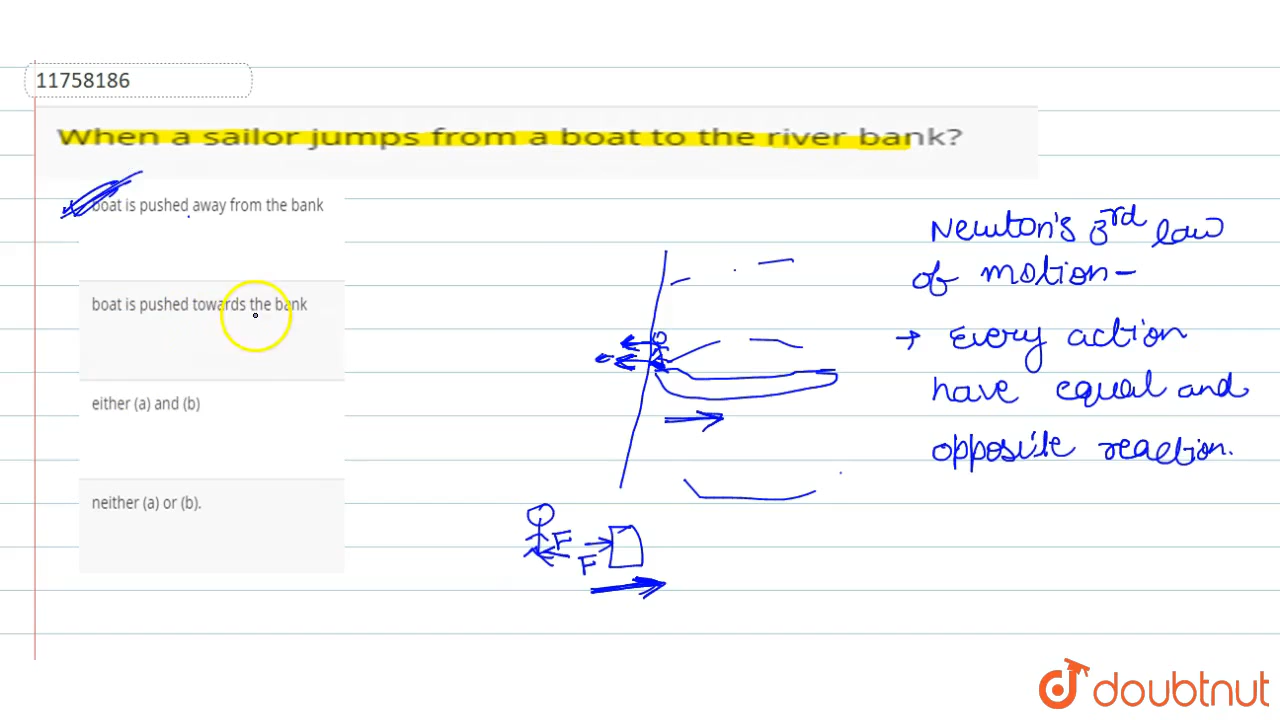 11758186
When a sailor jumps from a boat to the river bank?
boat is pushed away from the bank
boat is pushed towards the bank
either (a) and (b)
neither (a) or (b).
Newton's 3rd law
of motion-
→ Every action
have equal and
opposite reaction.
F
F
doubtnut